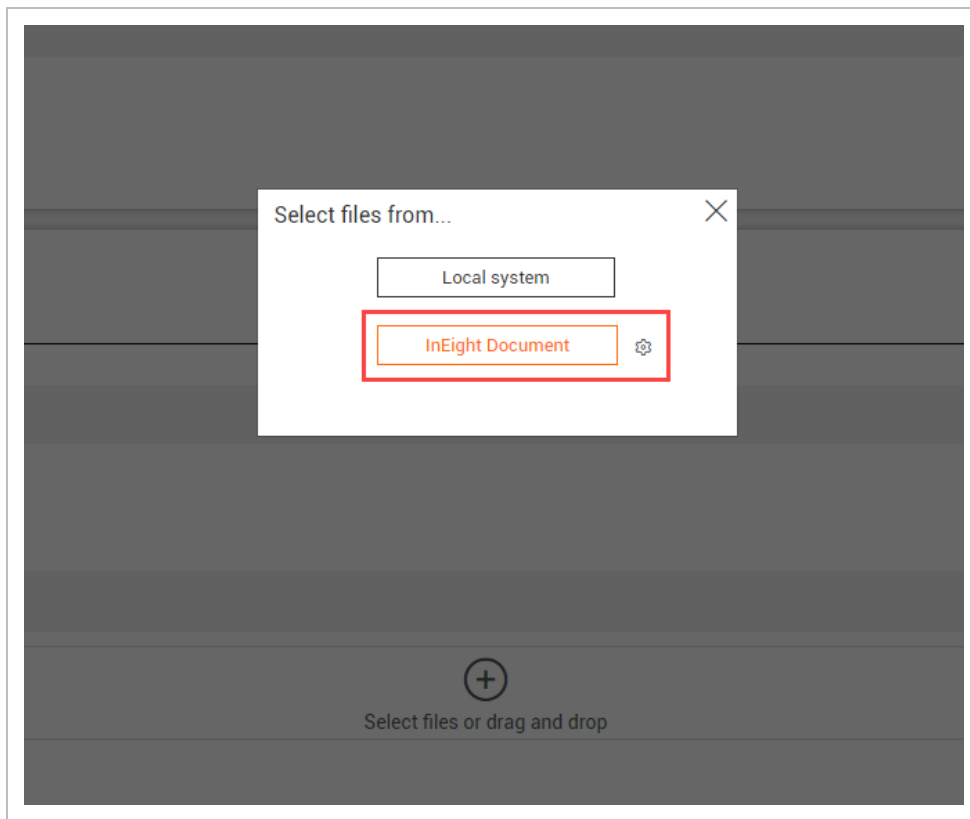 Select files from...
Local system
InEight Document
Select files or drag and drop